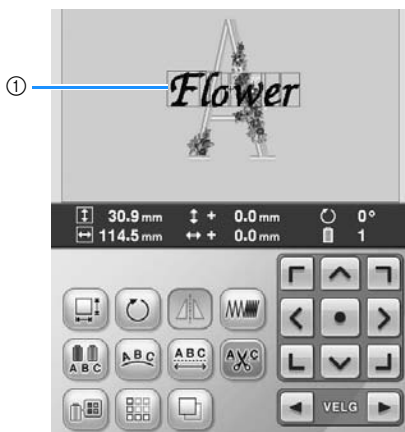 ①
A
Flower
30.9 mm + 0.0 mm 0°
114.5 mm + 0.0 mm 1
A B C ABC ABC A C
VELG